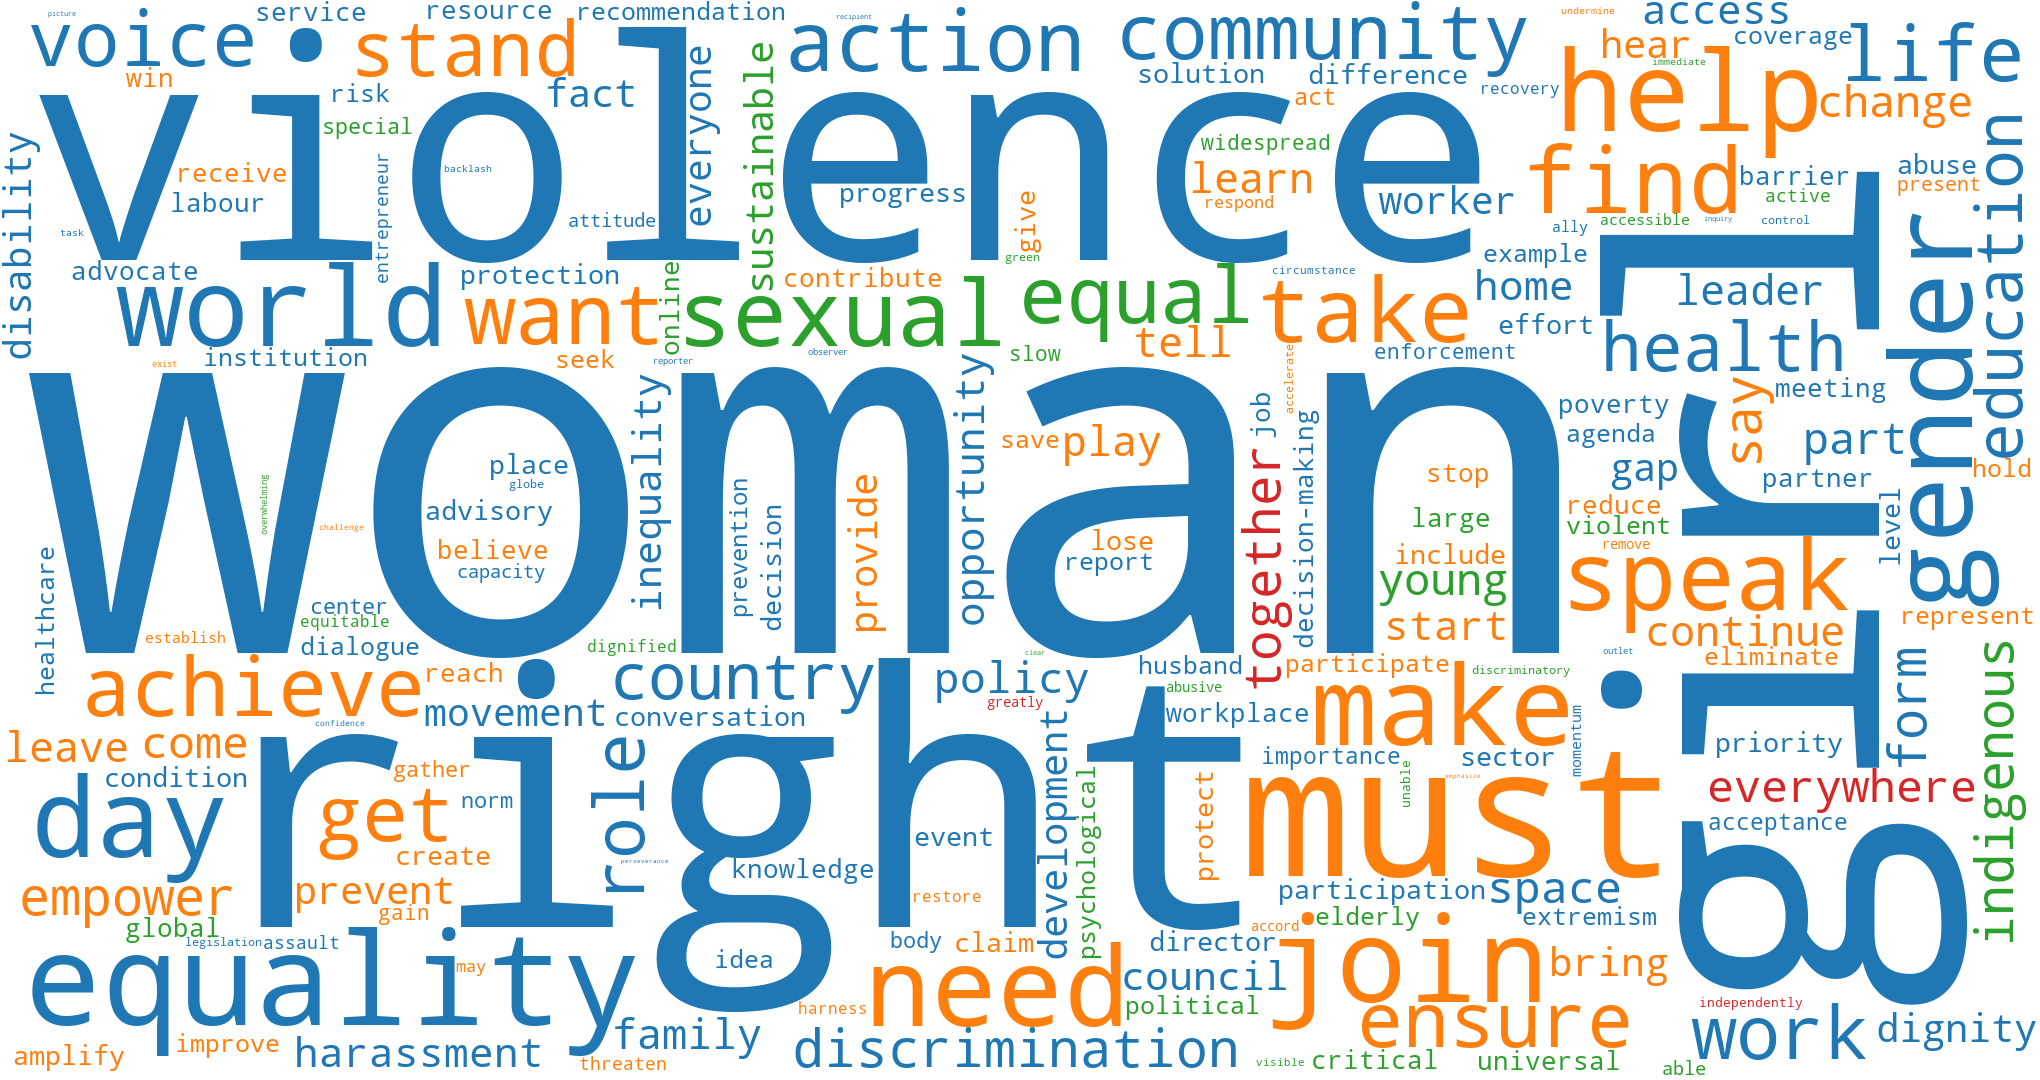 picture
service
resource
recommendation
recipient
undermine
access
voice
stand
action
community
hear
coverage
life
win
risk
fact
everyone
sustainable
solution
difference
act
recovery
immediate
help
change
violence
special
receive
labour
entrepreneur
backlash
attitude
progress
widespread
learn
respond
worker
find
barrier
abuse
present
active
disability
task
give
green
ally
accessible
inquiry
control
education
advocate
world
protection
want
online
contribute
sexual
equal
circumstance
take
example
home
effort
leader
gender
girl
institution
exist
seek
reporter
observer
slow
tell
accelerate
enforcement
health
woman
place
globe
advisory
believe
capacity
overwhelming
challenge
inequality
prevention
decision
provide
opportunity
save
play
lose
report
together
job
decision-making
stop
large
include
young
start
poverty
agenda
gap
say
meeting
part
partner
hold
reduce
violent
remove
level
speak
represent
continue
eliminate
healthcare
center
equitable
establish
dialogue
dignified
clear
achieve
reach
country
policy
husband
abusive
participate
discriminatory
outlet
greatly
make
form
indigenous
confidence
movement
conversation
workplace
leave
come
condition
gather
norm
role
right
development
psychological
importance
sector
momentum
priority
everywhere
acceptance
day
get
create
perseverance
knowledge
event
protect
must
unable
emphasize
empower
prevent
gain
restore
participation
space
global
legislation
assault
body
claim
director
accord
elderly
extremism
equality
may
idea
need
council
join
bring
political
independently
harness
ensure
work
dignity
amplify
improve
harassment
family
threaten
discrimination
visible
critical
universal
able